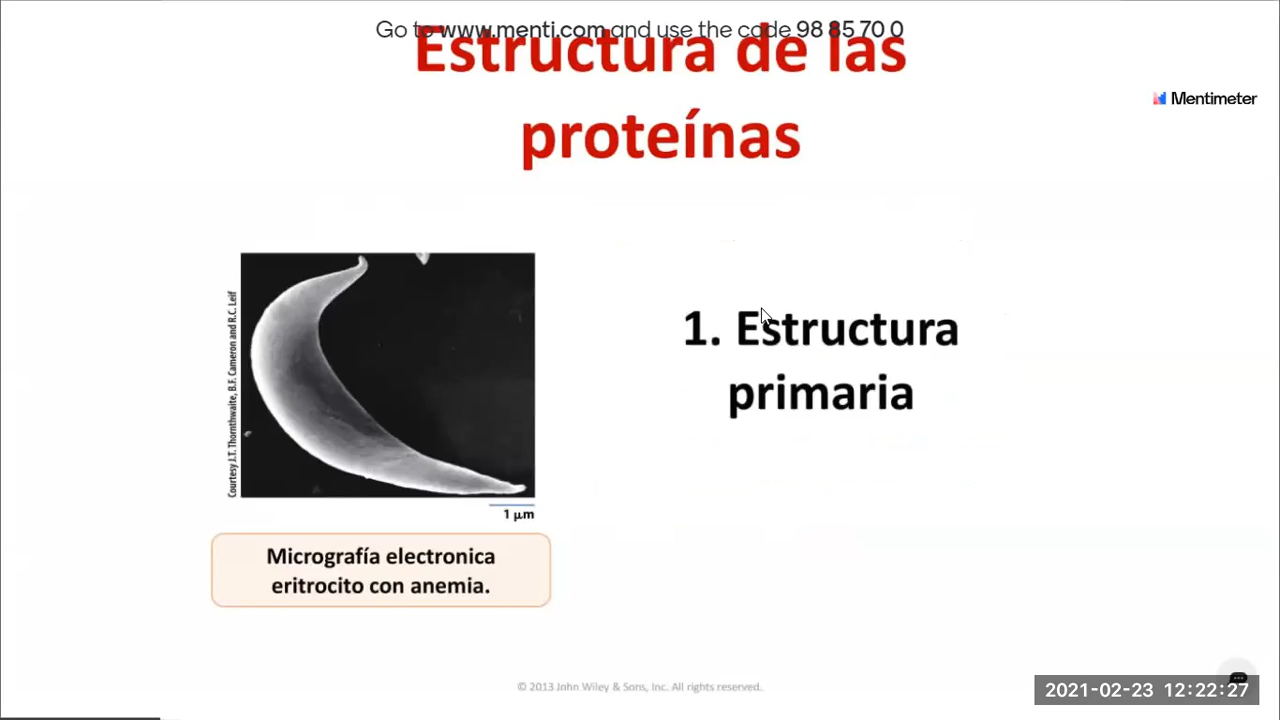 Go to www.menti.com and use the code 98 85 70 0
Estructura de las
proteínas
Mentimeter
Courtesy J.T. Thornthwaite, B.F. Cameron and R.C. Leif
1. Estructura
primaria
1 µm
Micrografía electronica
eritrocito con anemia.
© 2013 John Wiley & Sons, Inc. All rights reserved.
2021-02-23 12:22:27